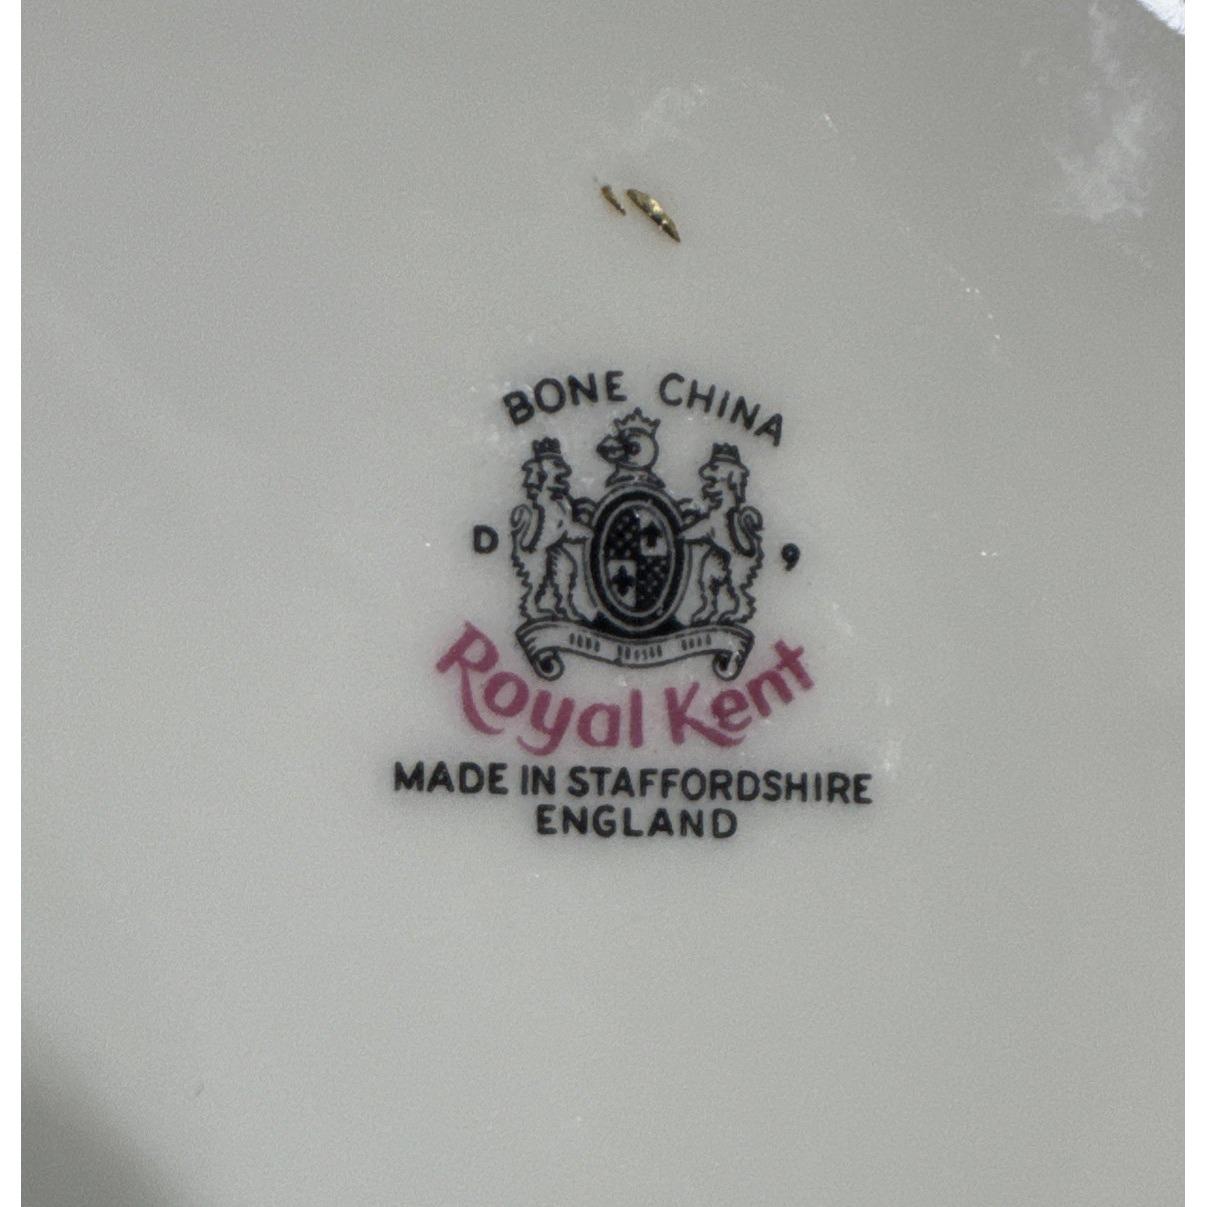 BONE CHINA
D 9
Royal Kent
MADE IN STAFFORDSHIRE
ENGLAND